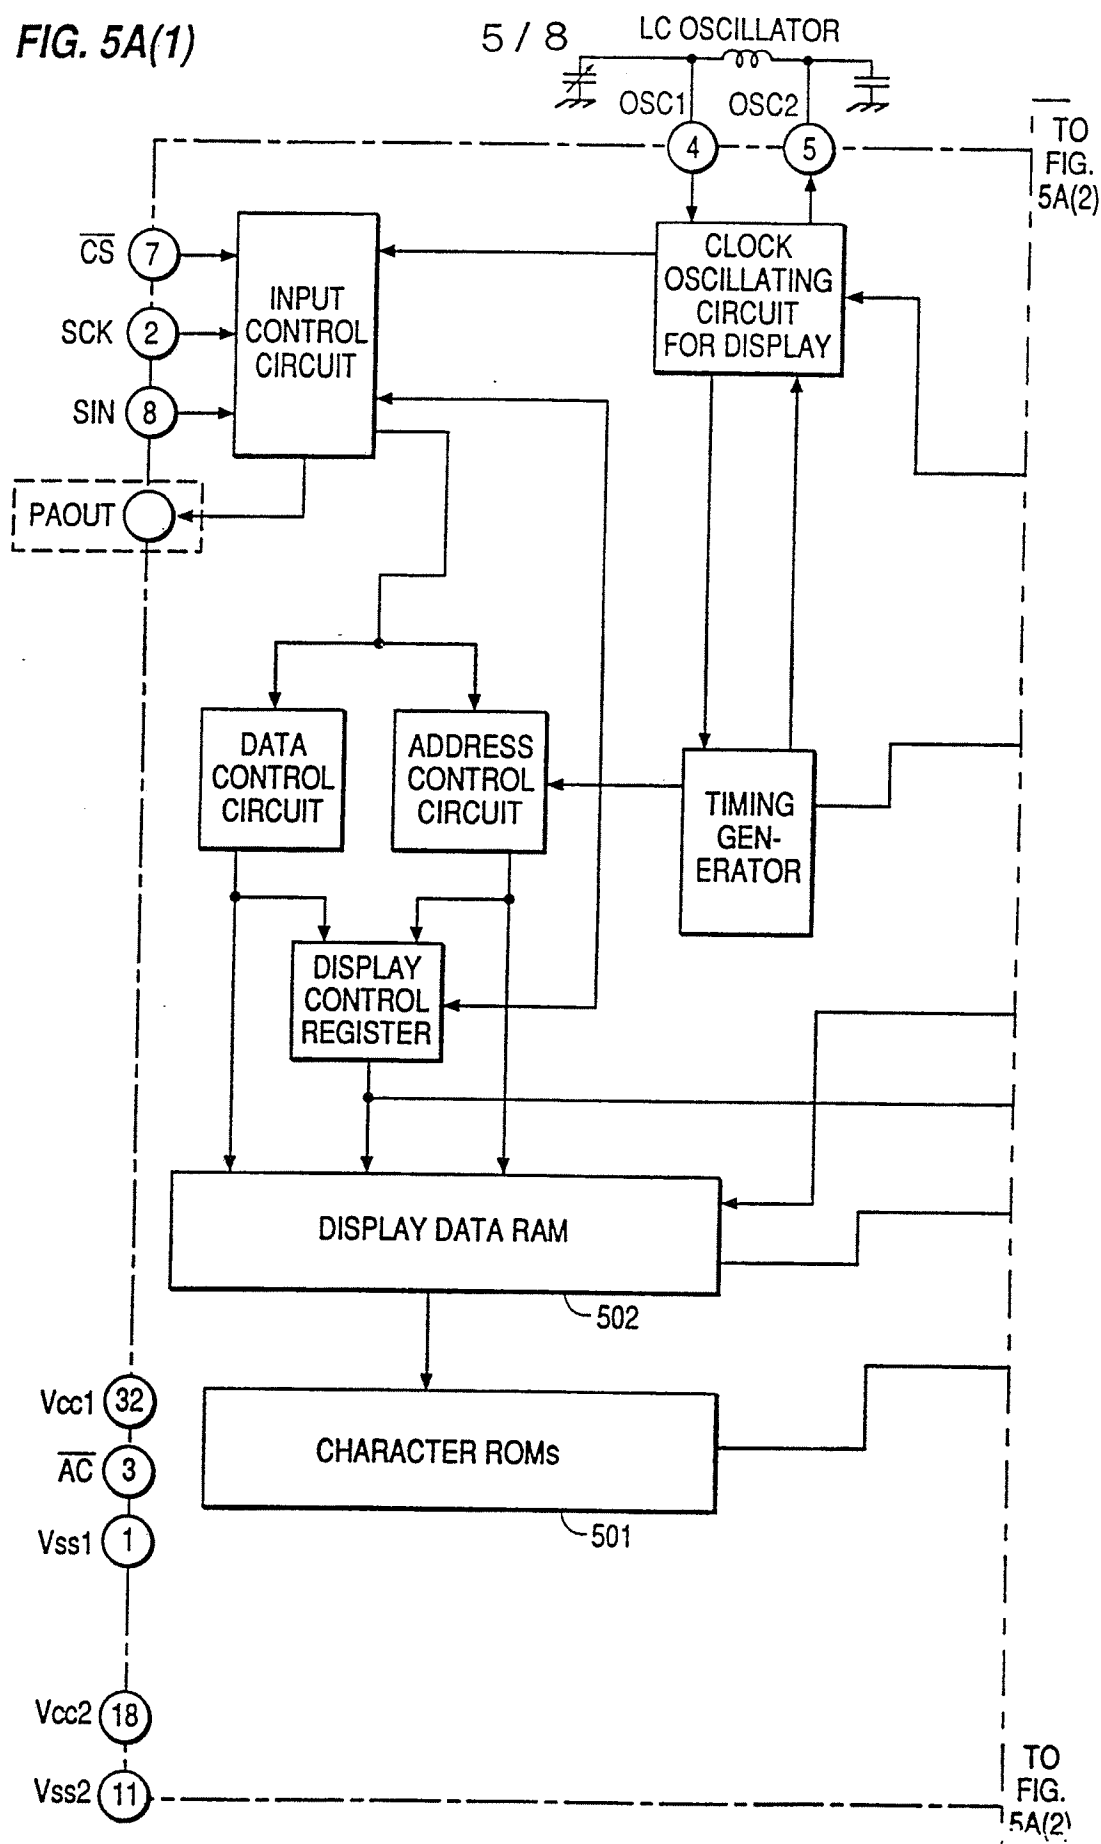 FIG. 5A(1)
5 / 8
LC OSCILLATOR
OSC1
OSC2
4
5
TO
FIG.
5A(2)
CS
7
SCK
2
SIN
8
PAOUT
INPUT
CONTROL
CIRCUIT
CLOCK
OSCILLATING
CIRCUIT
FOR DISPLAY
DATA
CONTROL
CIRCUIT
ADDRESS
CONTROL
CIRCUIT
TIMING
GEN-
ERATOR
DISPLAY
CONTROL
REGISTER
DISPLAY DATA RAM
502
CHARACTER ROMs
501
Vcc1
32
AC
3
Vss1
1
Vcc2
18
Vss2
11
TO
FIG.
5A(2)